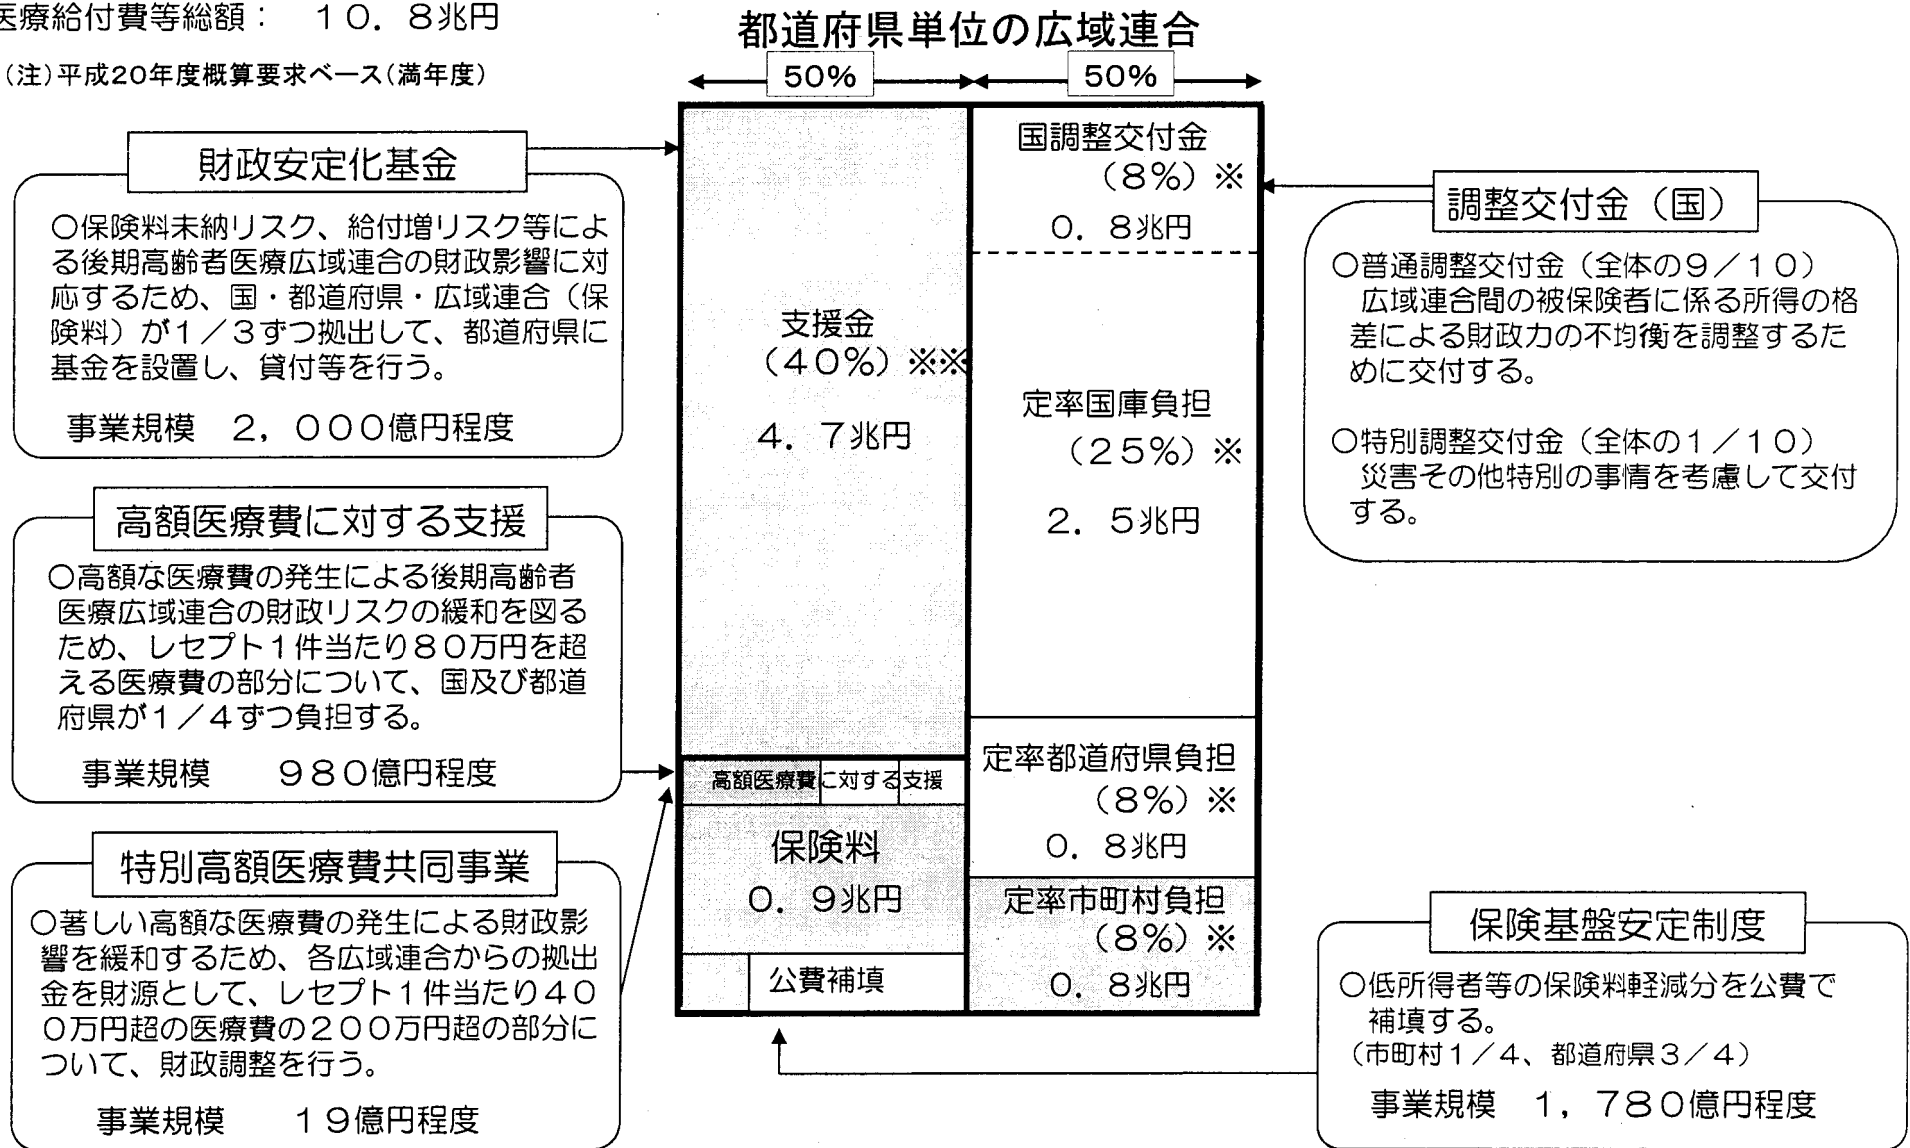 医療給付費等総額： １０．８兆円
（注）平成20年度概算要求ベース（満年度）
都道府県単位の広域連合
50%
50%
財政安定化基金
○保険料未納リスク、給付増リスク等によ
る後期高齢者医療広域連合の財政影響に対
応するため、国・都道府県・広域連合（保
険料）が１／３ずつ拠出して、都道府県に
基金を設置し、貸付等を行う。
事業規模 ２，０００億円程度
高額医療費に対する支援
○高額な医療費の発生による後期高齢者
医療広域連合の財政リスクの緩和を図る
ため、レセプト１件当たり８０万円を超
える医療費の部分について、国及び都道
府県が１／４ずつ負担する。
事業規模 ９８０億円程度
特別高額医療費共同事業
○著しい高額な医療費の発生による財政影
響を緩和するため、各広域連合からの拠出
金を財源として、レセプト１件当たり４０
０万円超の医療費の２００万円超の部分に
ついて、財政調整を行う。
事業規模 １９億円程度
支援金
（４０％）※※
４．７兆円
高額医療費に対する支援
保険料
０．９兆円
公費補填
国調整交付金
（８％）※
０．８兆円
定率国庫負担
（２５％）※
２．５兆円
定率都道府県負担
（８％）※
０．８兆円
定率市町村負担
（８％）※
０．８兆円
調整交付金（国）
○普通調整交付金（全体の９／１０）
広域連合間の被保険者に係る所得の格
差による財政力の不均衡を調整するた
めに交付する。
○特別調整交付金（全体の１／１０）
災害その他特別の事情を考慮して交付
する。
保険基盤安定制度
○低所得者等の保険料軽減分を公費で
補填する。
（市町村１／４、都道府県３／４）
事業規模 １，７８０億円程度